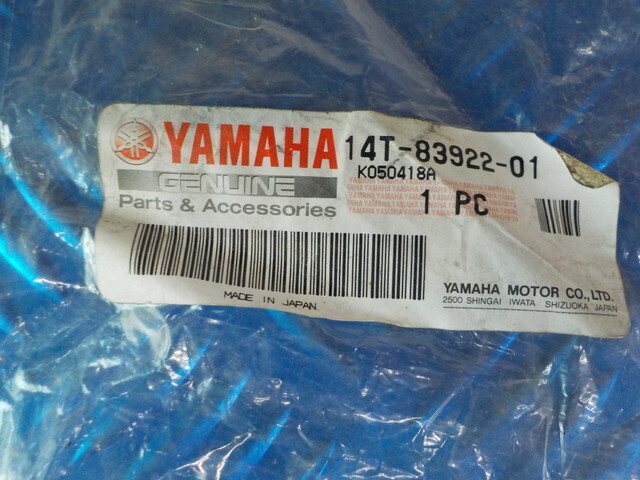 YAMAHA 14T-83922-01
GENUINE K050418A
Parts & Accessories 1 PC
MADE IN JAPAN
YAMAHA MOTOR CO.,LTD.
2500 SHINGAI IWATA SHIZUOKA JAPAN